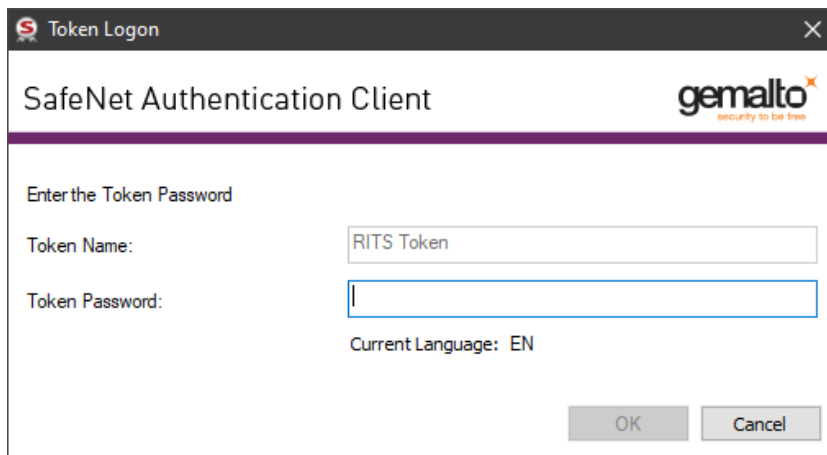 Token Logon
SafeNet Authentication Client
gemalto
security to be free
Enter the Token Password
Token Name: RITS Token
Token Password:
Current Language: EN
OK Cancel